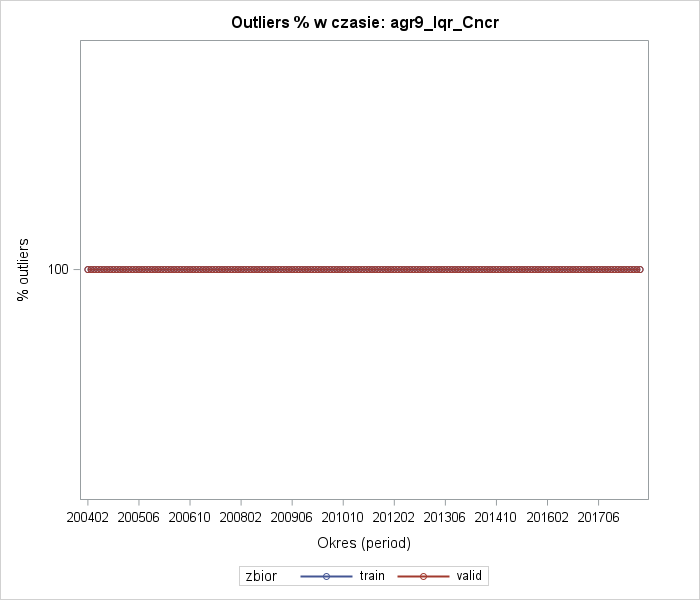 Outliers % w czasie: agr9_Iqr_Cncr
% outliers
100
200402 200506 200610 200802 200906 201010 201202 201306 201410 201602 201706
Okres (period)
zbior train valid